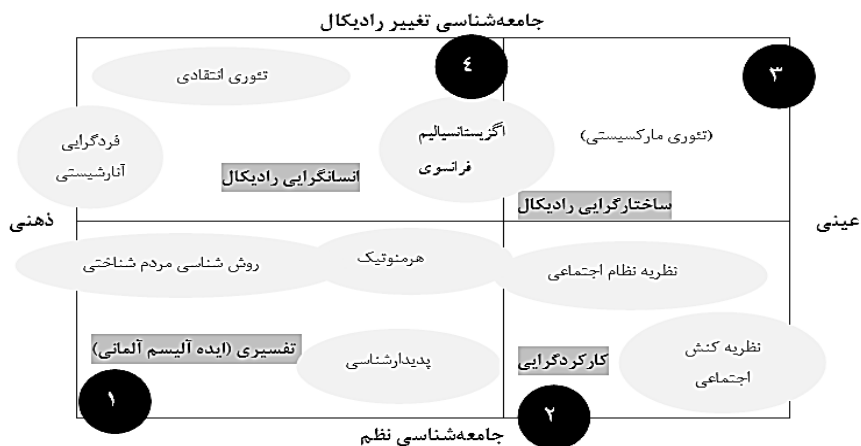 جامعه‌شناسی تغییر رادیکال
۳
۴
تئوری انتقادی
(تئوری مارکسیستی)
اگزیستانسیالیم
فرانسوی
فردگرایی
آنارشیستی
انسانگرایی رادیکال
ساختارگرایی رادیکال
عینی
ذهنی
نظریه نظام اجتماعی
هرمنوتیک
روش شناسی مردم شناختی
نظریه کنش
اجتماعی
کارکردگرایی
پدیدارشناسی
تفسیری (ایده آلیسم آلمانی)
۲
۱
جامعه‌شناسی نظم